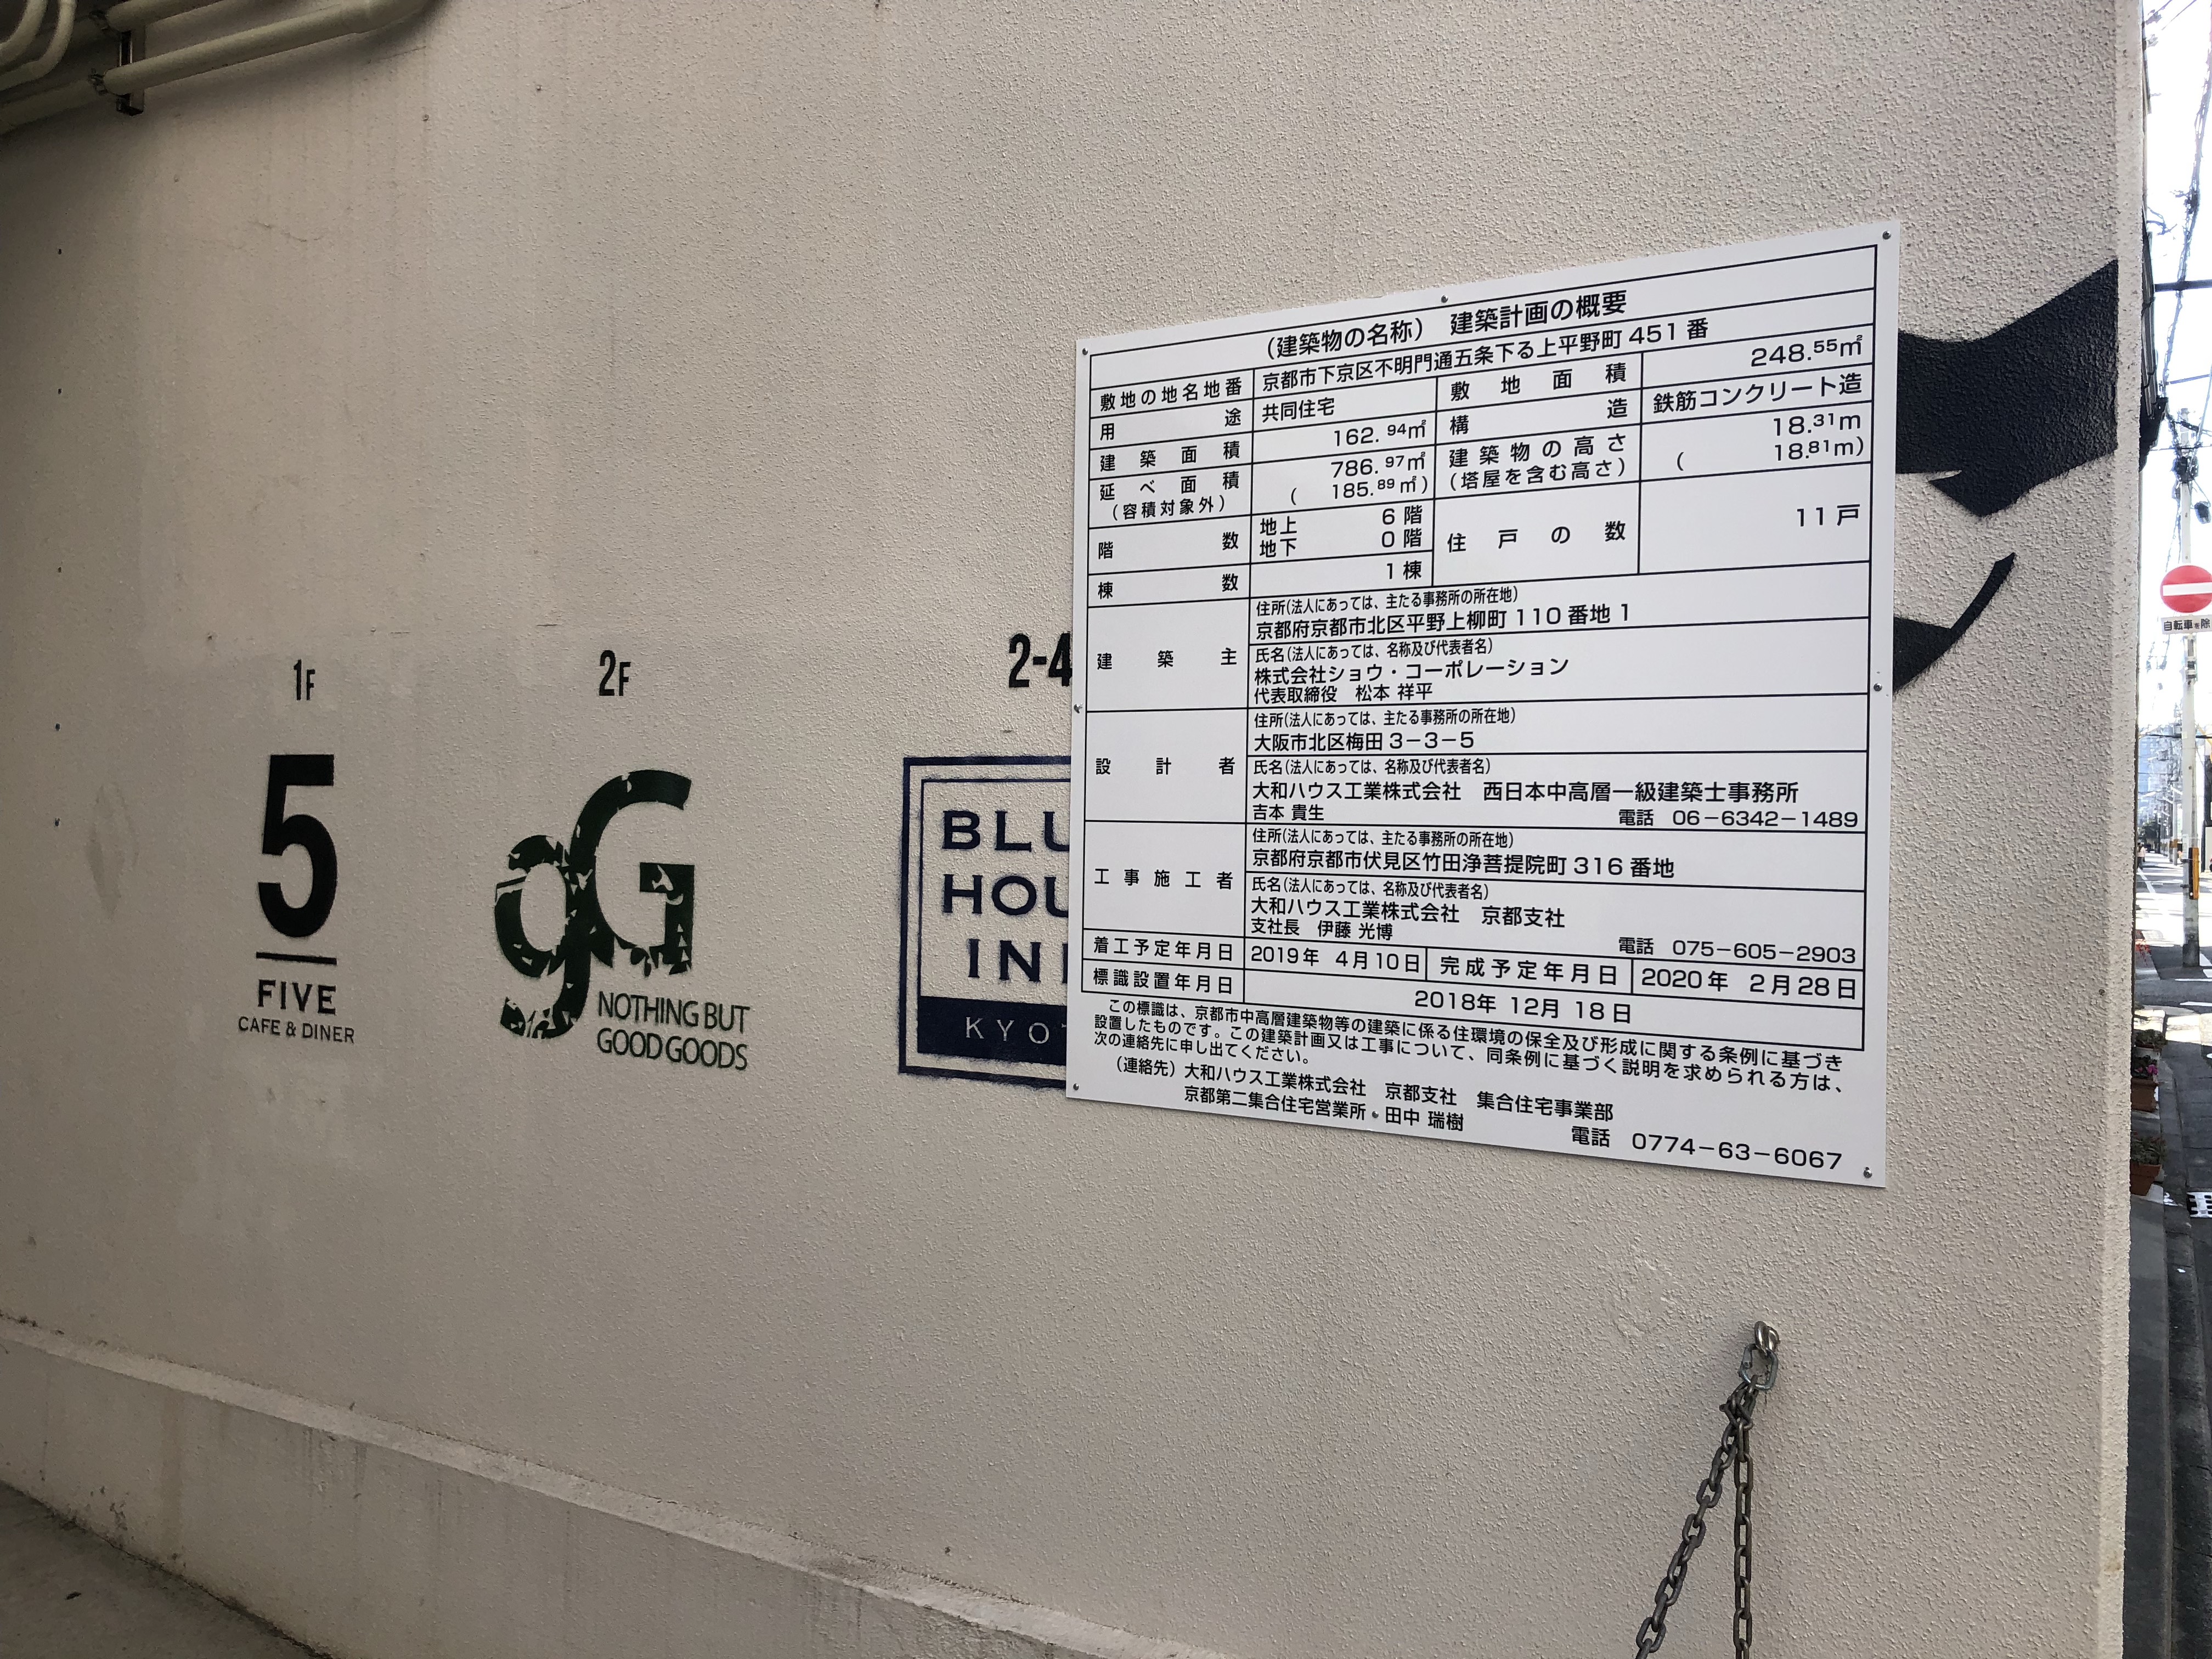 1F
5
FIVE
CAFE & DINER
2F
gG
NOTHING BUT
GOOD GOODS
2-4
BLU
HOU
IN
KYO
(建築物の名称) 建築計画の概要
敷地の地名地番 京都市下京区不明門通五条下る上平野町 451 番
用途 共同住宅 敷地面積 248.55㎡
建築面積 162.94㎡ 構造 鉄筋コンクリート造
延べ面積 786.97㎡ 建築物の高さ 18.31m
(容積対象外) ( 185.89㎡) (塔屋を含む高さ) ( 18.81m)
階数 地上 6 階 住戸の数 11 戸
地下 0 階
棟数 1 棟
建築主 住所(法人にあっては、主たる事務所の所在地)
京都府京都市北区平野上柳町 110 番地 1
氏名(法人にあっては、名称及び代表者名)
株式会社ショウ・コーポレーション
代表取締役 松本 祥平
設計者 住所(法人にあっては、主たる事務所の所在地)
大阪市北区梅田 3-3-5
氏名(法人にあっては、名称及び代表者名)
大和ハウス工業株式会社 西日本中高層一級建築士事務所
吉本 貴生 電話 06-6342-1489
工事施工者 住所(法人にあっては、主たる事務所の所在地)
京都府京都市伏見区竹田浄菩提院町 316 番地
氏名(法人にあっては、名称及び代表者名)
大和ハウス工業株式会社 京都支社
支社長 伊藤 光博 電話 075-605-2903
着工予定年月日 2019年 4月10日 完成予定年月日 2020年 2月28日
標識設置年月日 2018年 12月 18日
この標識は、京都市中高層建築物等の建築に係る住環境の保全及び形成に関する条例に基づき
設置したものです。この建築計画又は工事について、同条例に基づく説明を求められる方は、
次の連絡先に申し出てください。
(連絡先) 大和ハウス工業株式会社 京都支社 集合住宅事業部
京都第二集合住宅営業所 田中 瑞樹
電話 0774-63-6067
自転車を除